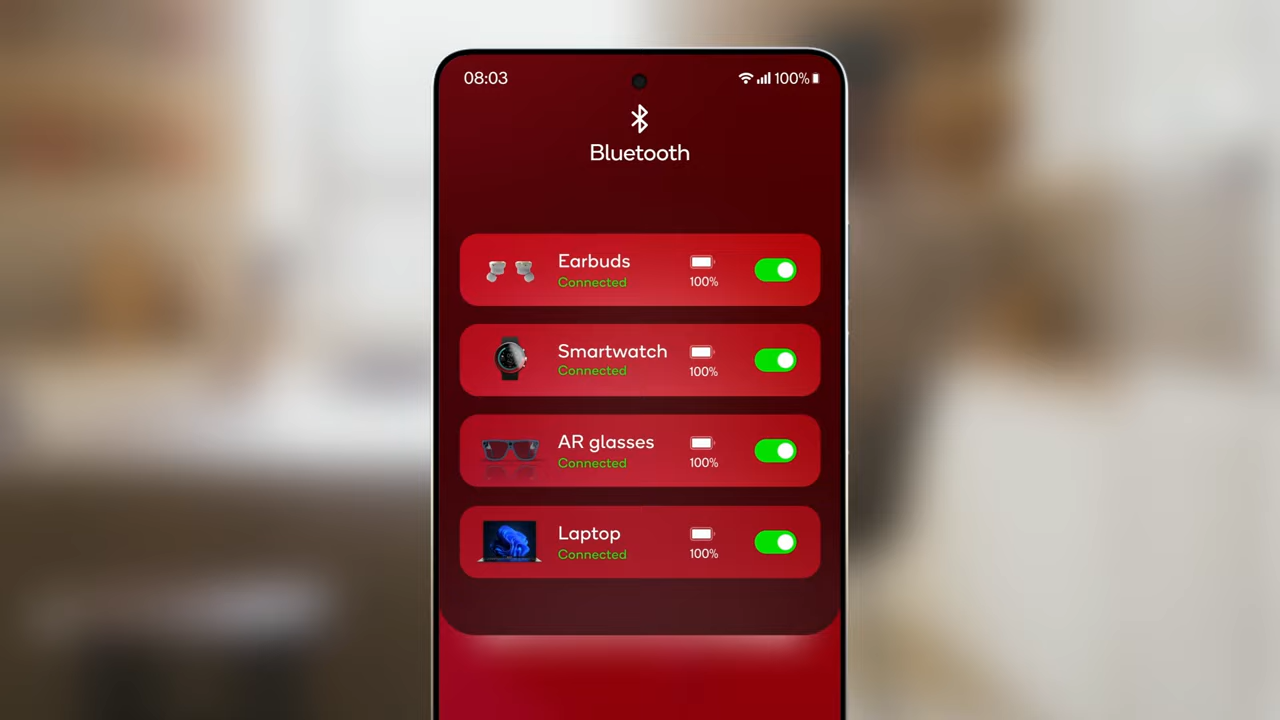 08:03
100%
Bluetooth
Earbuds
Connected
100%
Smartwatch
Connected
100%
AR glasses
Connected
100%
Laptop
Connected
100%